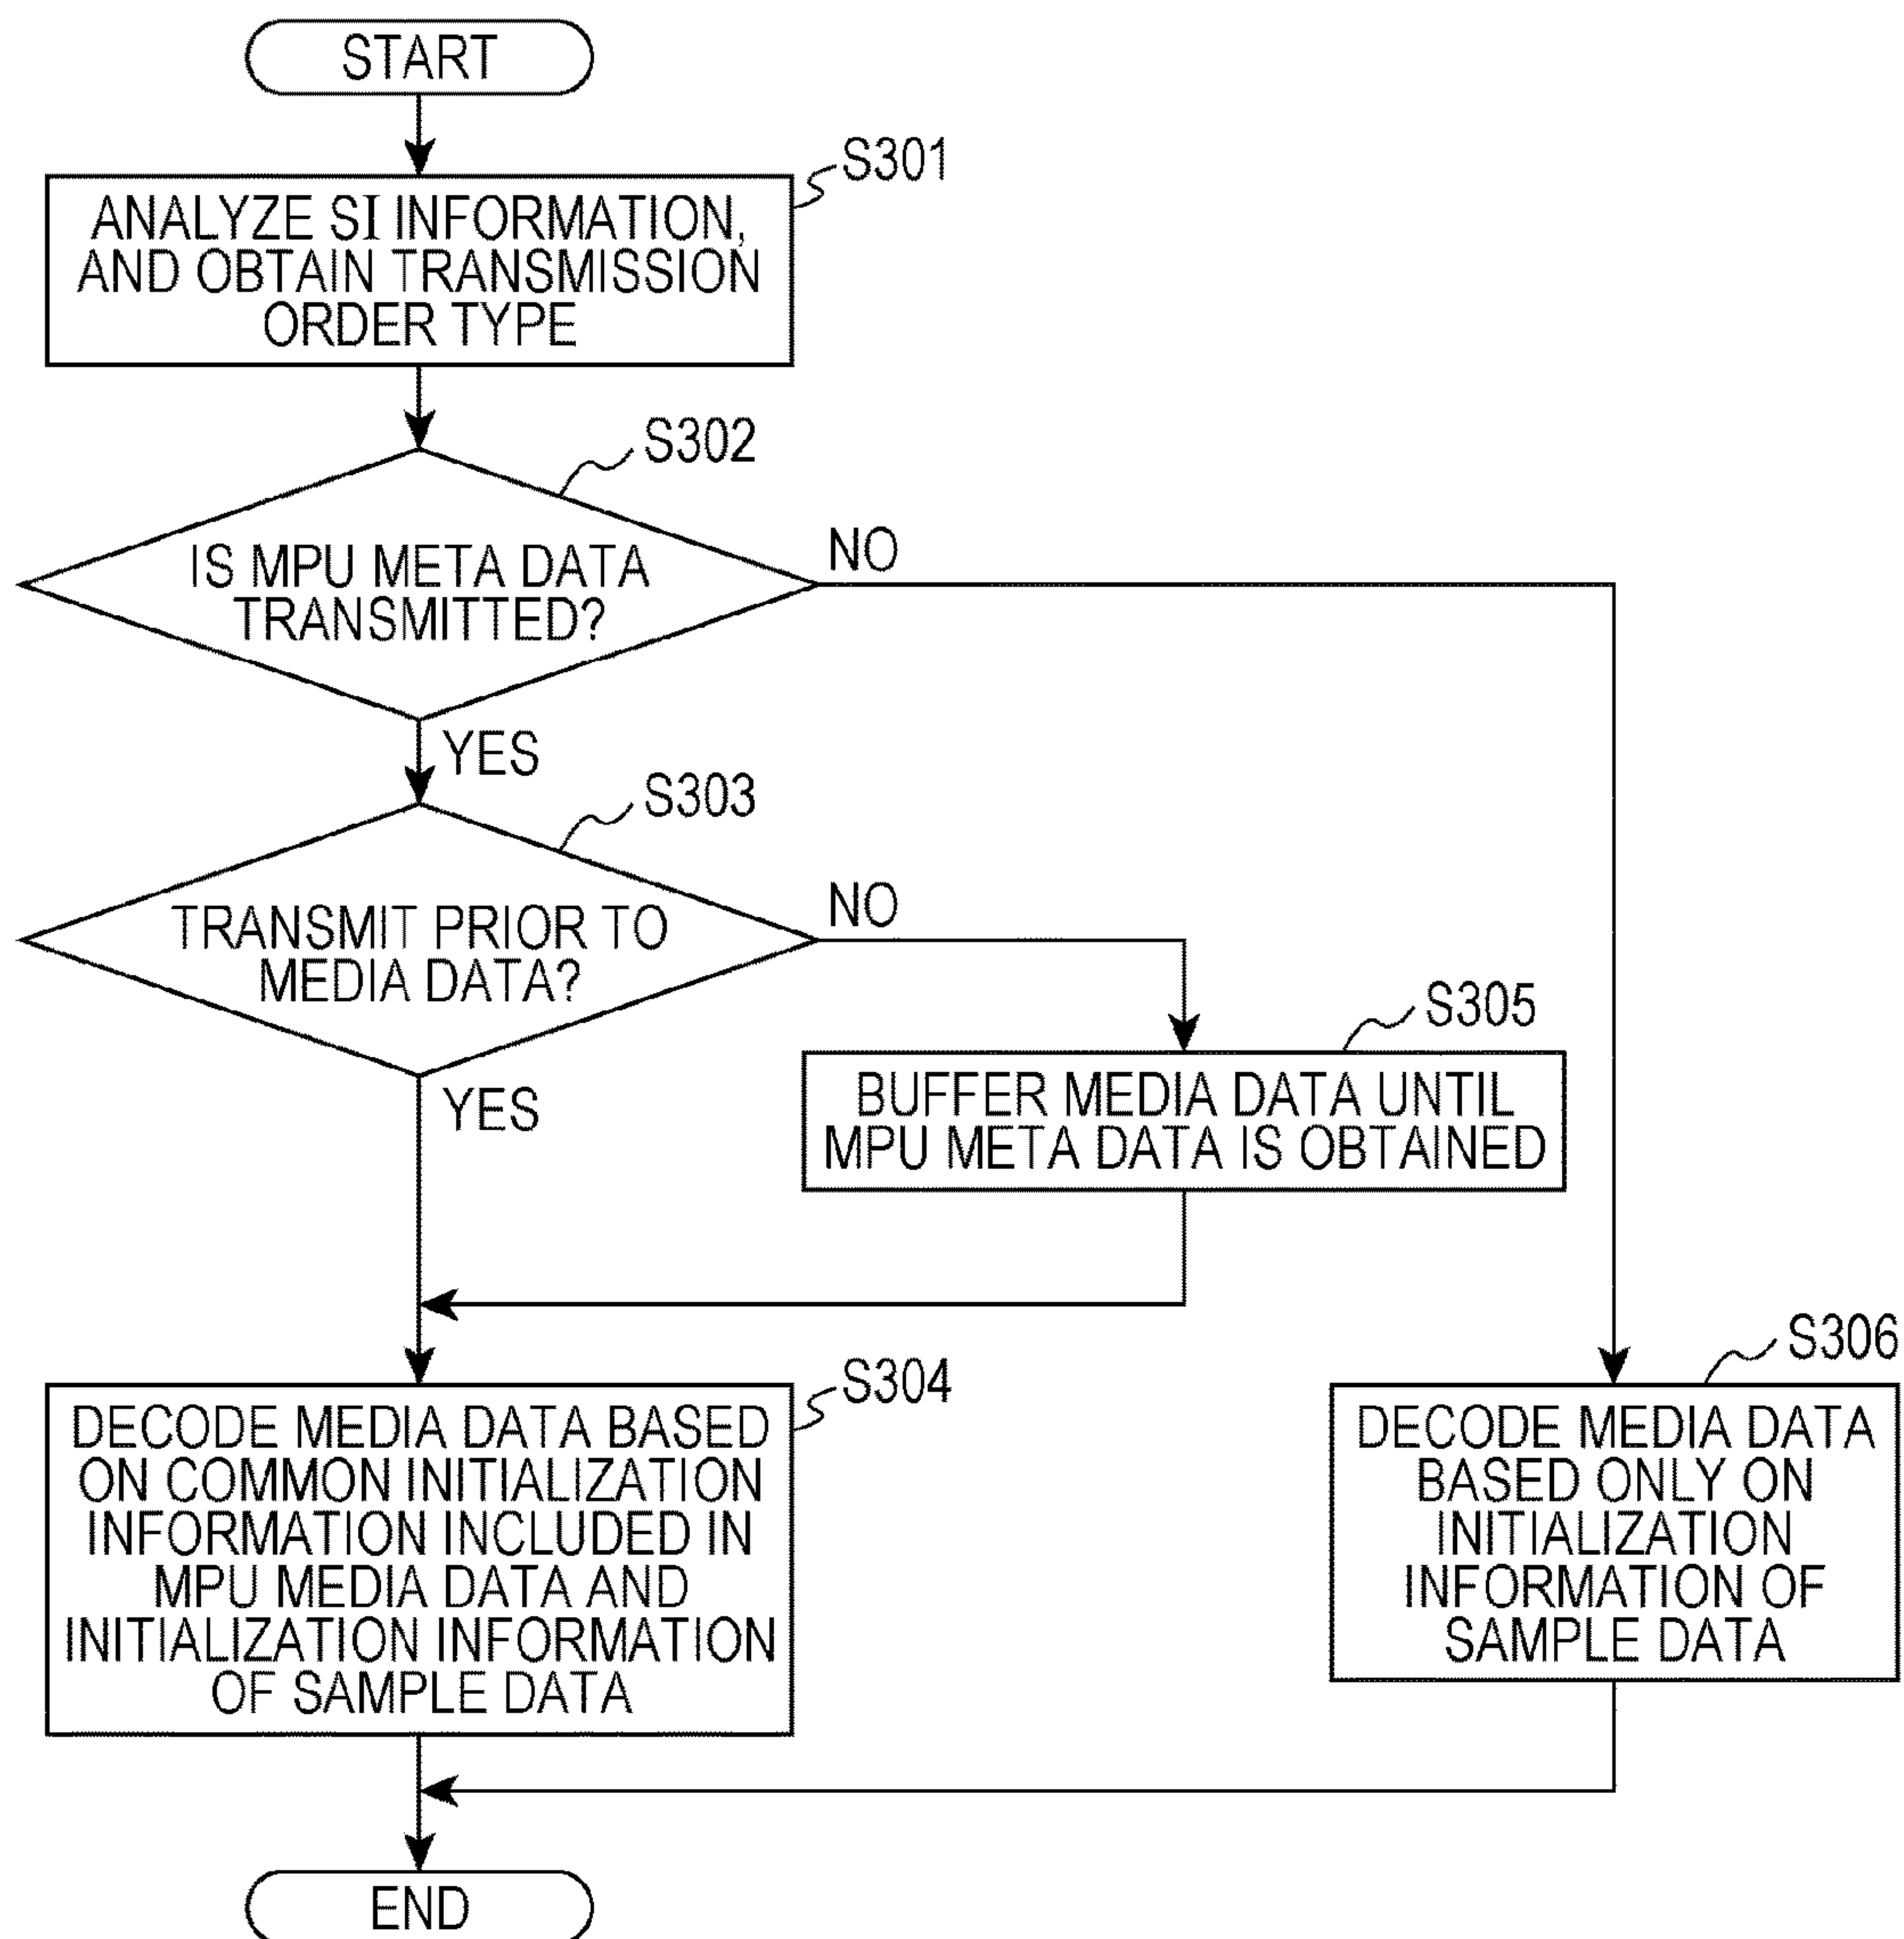 START
S301
ANALYZE SI INFORMATION,
AND OBTAIN TRANSMISSION
ORDER TYPE
S302
IS MPU META DATA
TRANSMITTED?
NO
YES
S303
TRANSMIT PRIOR TO
MEDIA DATA?
NO
YES
S305
BUFFER MEDIA DATA UNTIL
MPU META DATA IS OBTAINED
S304
DECODE MEDIA DATA BASED
ON COMMON INITIALIZATION
INFORMATION INCLUDED IN
MPU MEDIA DATA AND
INITIALIZATION INFORMATION
OF SAMPLE DATA
S306
DECODE MEDIA DATA
BASED ONLY ON
INITIALIZATION
INFORMATION OF
SAMPLE DATA
END